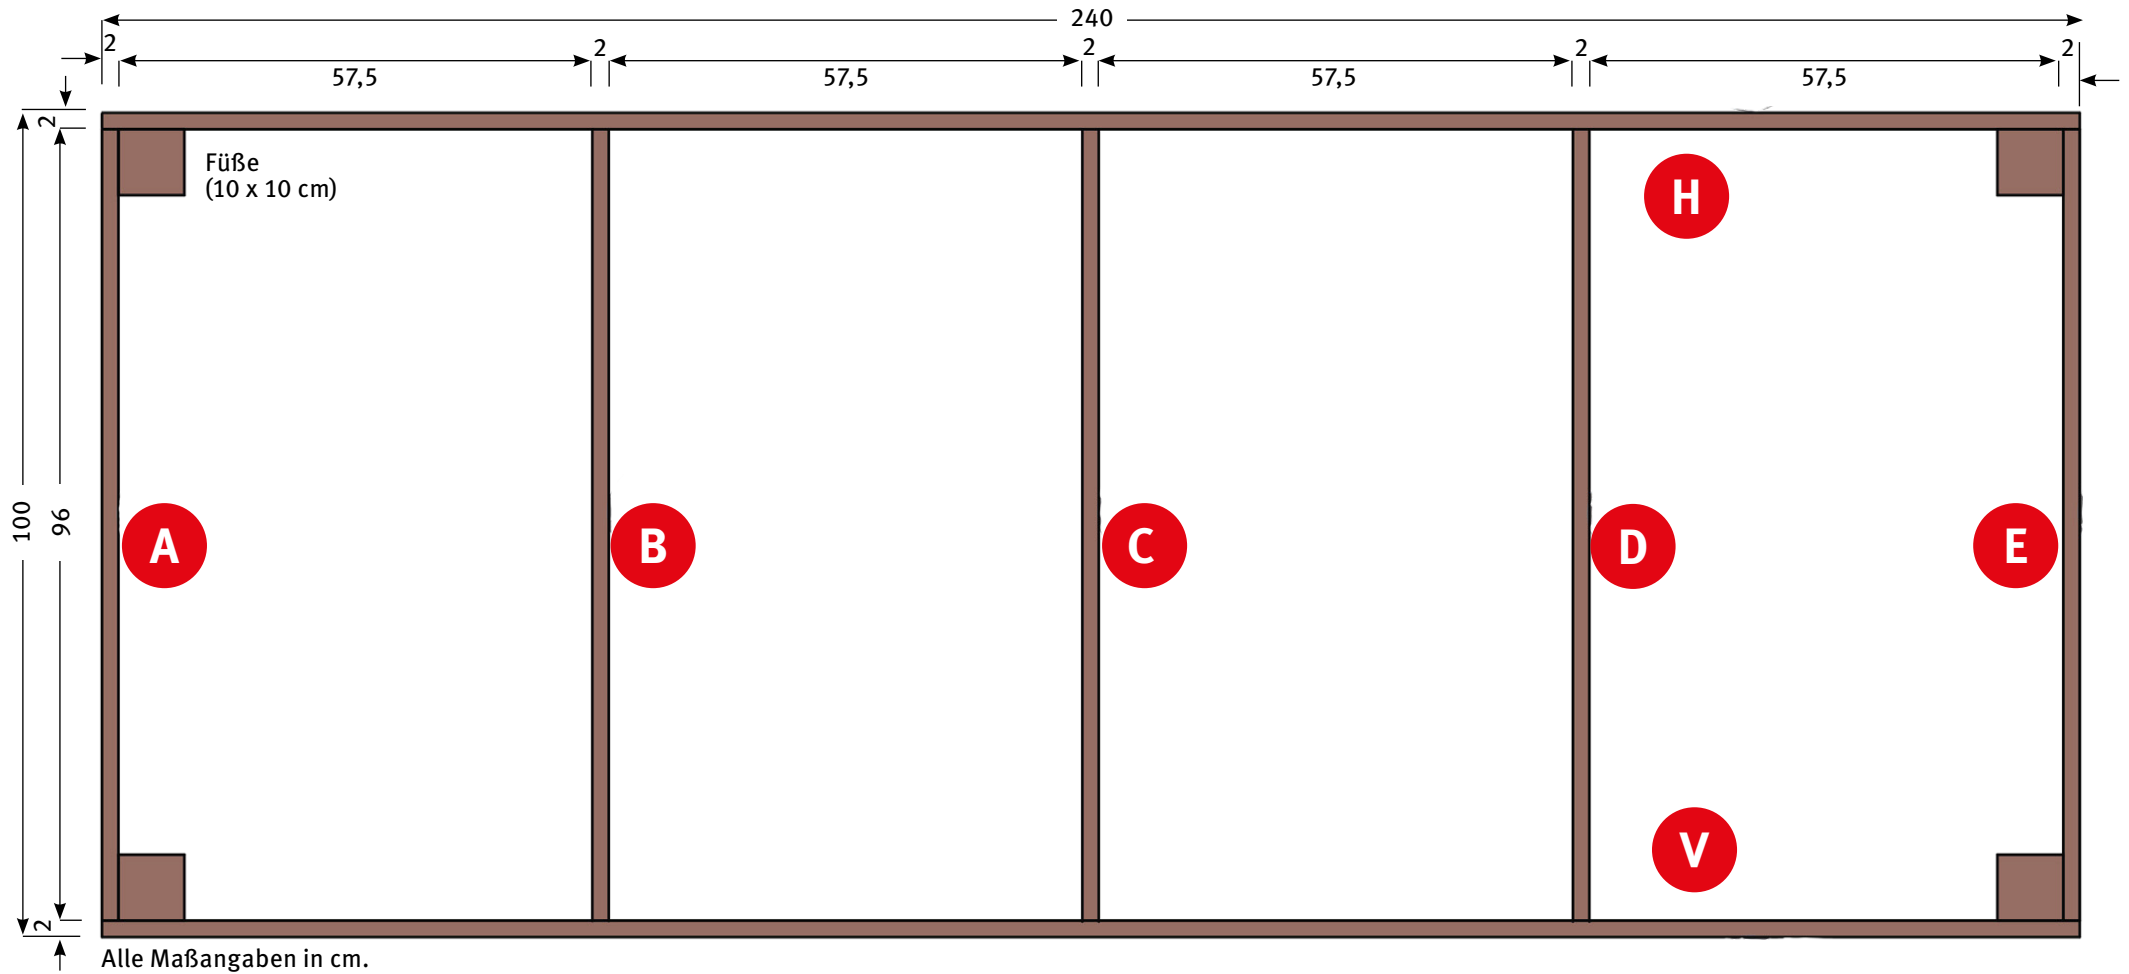 240
2 2 2 2 2
57,5 57,5 57,5 57,5
2
Füße
(10 x 10 cm)
H
100
96
A B C D E
V
2
Alle Maßangaben in cm.